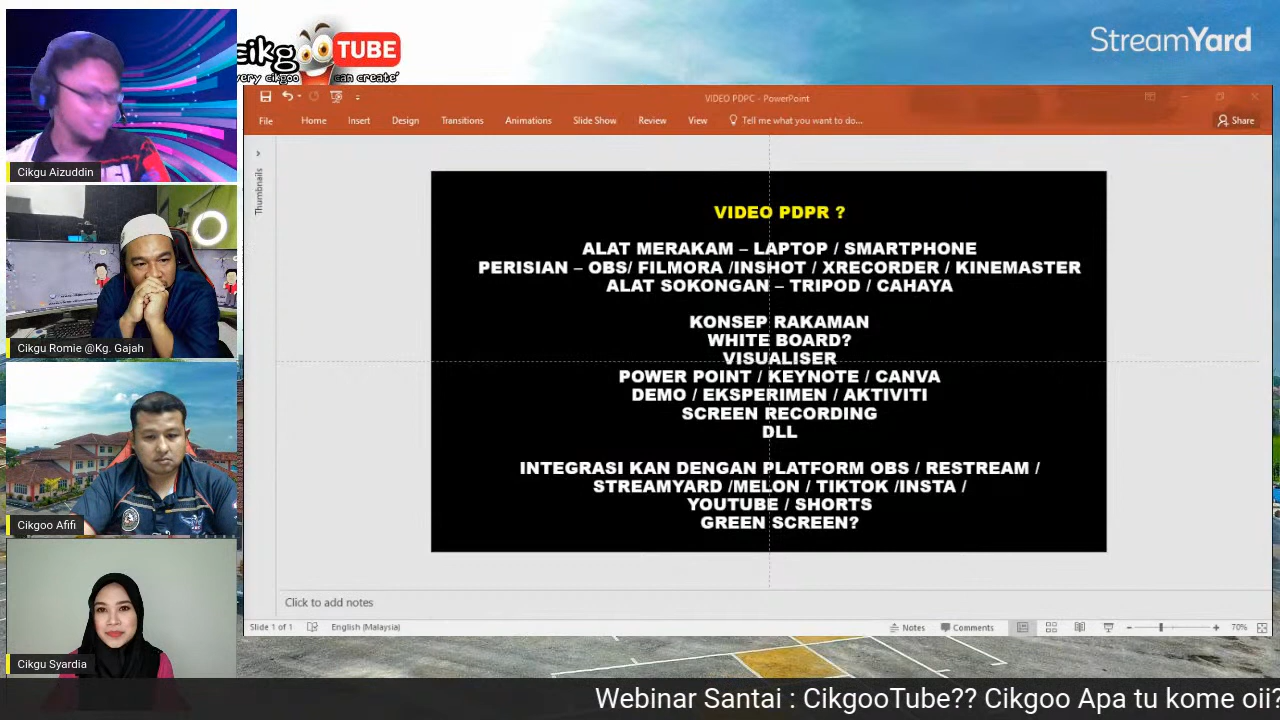 cikgoo TUBE
every cikgoo can create'
StreamYard
VIDEO PDPC - PowerPoint
File Home Insert Design Transitions Animations Slide Show Review View Tell me what you want to do... Share
Thumbnails
VIDEO PDPR ?
ALAT MERAKAM – LAPTOP / SMARTPHONE
PERISIAN – OBS/ FILMORA /INSHOT / XRECORDER / KINEMASTER
ALAT SOKONGAN – TRIPOD / CAHAYA
KONSEP RAKAMAN
WHITE BOARD?
VISUALISER
POWER POINT / KEYNOTE / CANVA
DEMO / EKSPERIMEN / AKTIVITI
SCREEN RECORDING
DLL
INTEGRASI KAN DENGAN PLATFORM OBS / RESTREAM /
STREAMYARD /MELON / TIKTOK /INSTA /
YOUTUBE / SHORTS
GREEN SCREEN?
Click to add notes
Slide 1 of 1 English (Malaysia) Notes Comments 70%
Cikgu Aizuddin
Cikgu Romie @Kg. Gajah
Cikgoo Afifi
Cikgu Syardia
Webinar Santai : CikgooTube?? Cikgoo Apa tu kome oii?